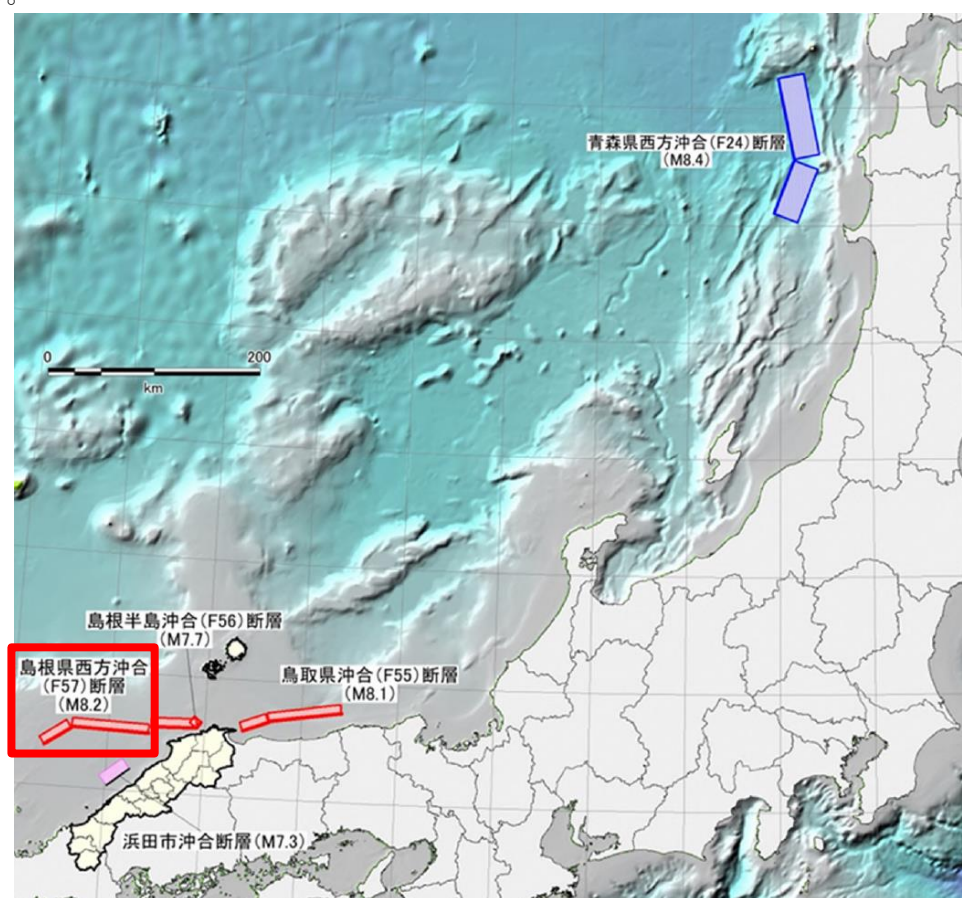 青森県西方沖合(F24)断層
(M8.4)
0 200
km
島根半島沖合(F56)断層
(M7.7)
島根県西方沖合
(F57)断層
(M8.2)
鳥取県沖合(F55)断層
(M8.1)
浜田市沖合断層(M7.3)